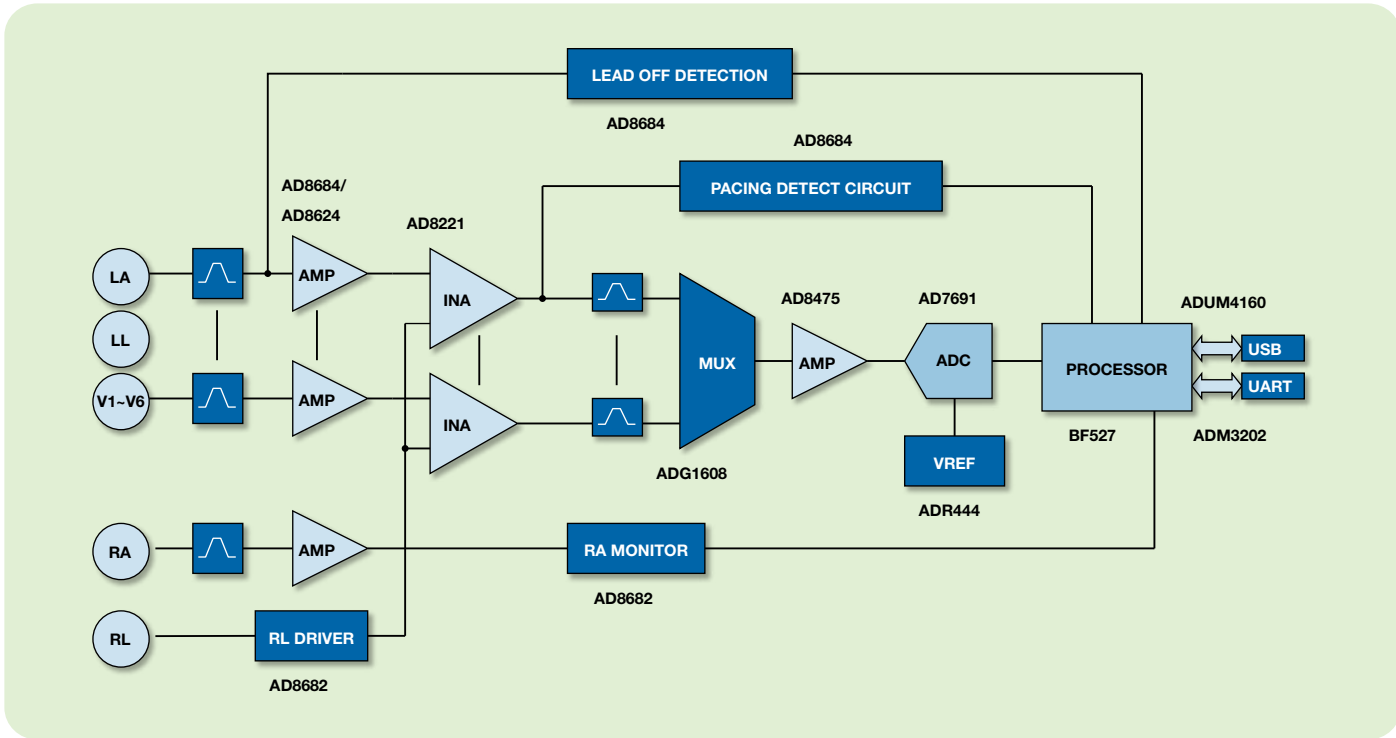 LEAD OFF DETECTION
AD8684
AD8684
PACING DETECT CIRCUIT
AD8684/
AD8624
AD8221
LA
AMP
INA
LL
V1~V6
AMP
INA
MUX
ADG1608
AD8475
AMP
AD7691
ADC
VREF
ADR444
PROCESSOR
BF527
ADUM4160
USB
UART
ADM3202
RA
AMP
RA MONITOR
AD8682
RL
RL DRIVER
AD8682